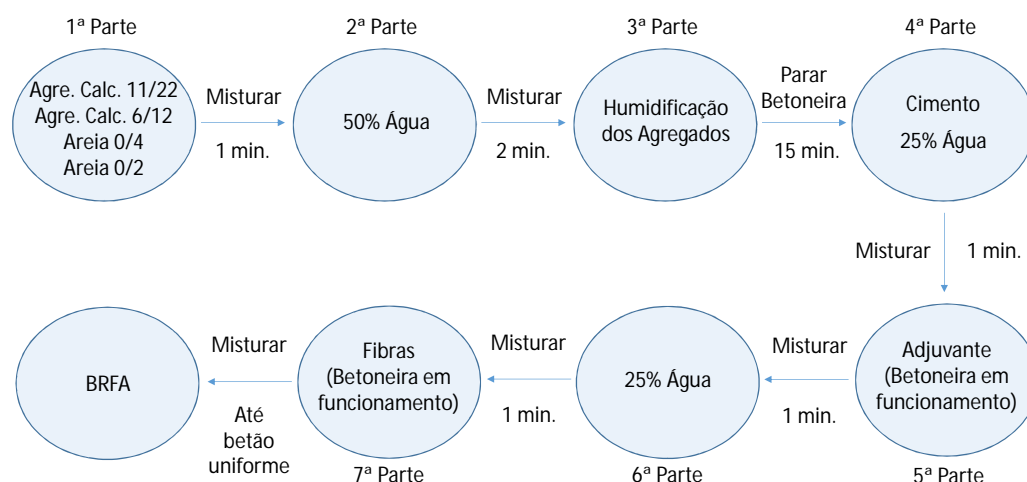 1ª Parte
Agre. Calc. 11/22
Agre. Calc. 6/12
Areia 0/4
Areia 0/2
Misturar
1 min.
2ª Parte
50% Água
Misturar
2 min.
3ª Parte
Humidificação
dos Agregados
Parar
Betoneira
15 min.
4ª Parte
Cimento
25% Água
Misturar
1 min.
Adjuvante
(Betoneira em
funcionamento)
5ª Parte
Misturar
1 min.
25% Água
6ª Parte
Misturar
1 min.
Fibras
(Betoneira em
funcionamento)
7ª Parte
Misturar
Até
betão
uniforme
BRFA